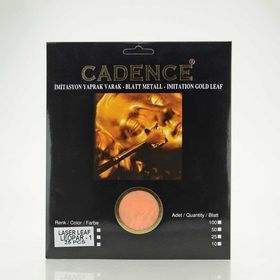 CADENCE
İMİTASYON YAPRAK VARAK - BLATT METALL - IMITATION GOLD LEAF
Renk / Color / Farbe
LASER LEAF
LEOPAR - 1
25 PCS
Adet / Quantity / Blatt
100
50
25
10